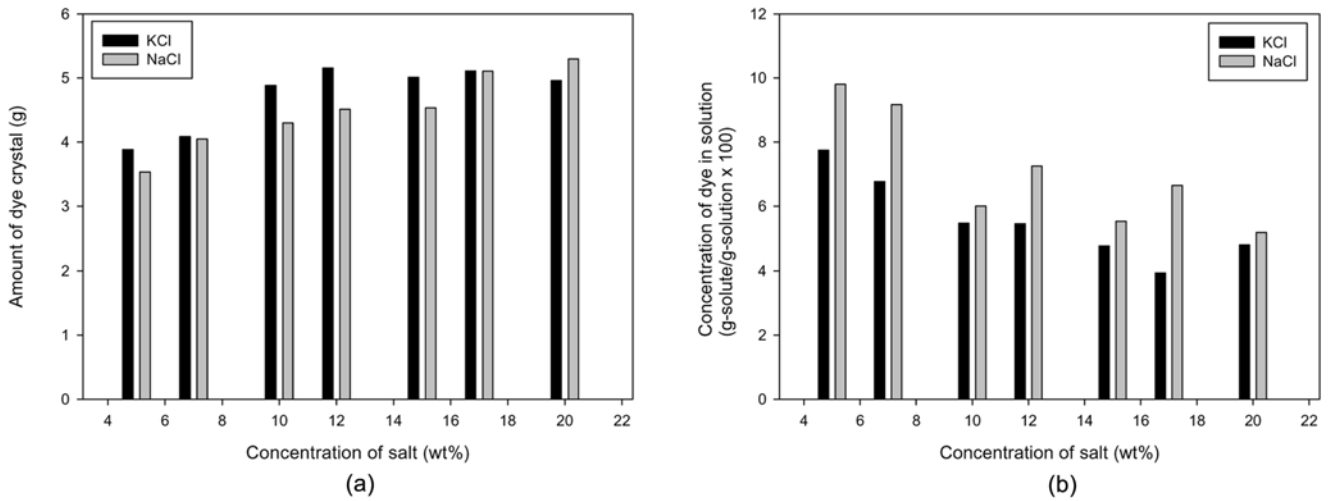 KCl
NaCl
Amount of dye crystal (g)
6
5
4
3
2
1
0
4 6 8 10 12 14 16 18 20 22
Concentration of salt (wt%)
(a)
KCl
NaCl
Concentration of dye in solution
(g-solute/g-solution x 100)
12
10
8
6
4
2
0
4 6 8 10 12 14 16 18 20 22
Concentration of salt (wt%)
(b)